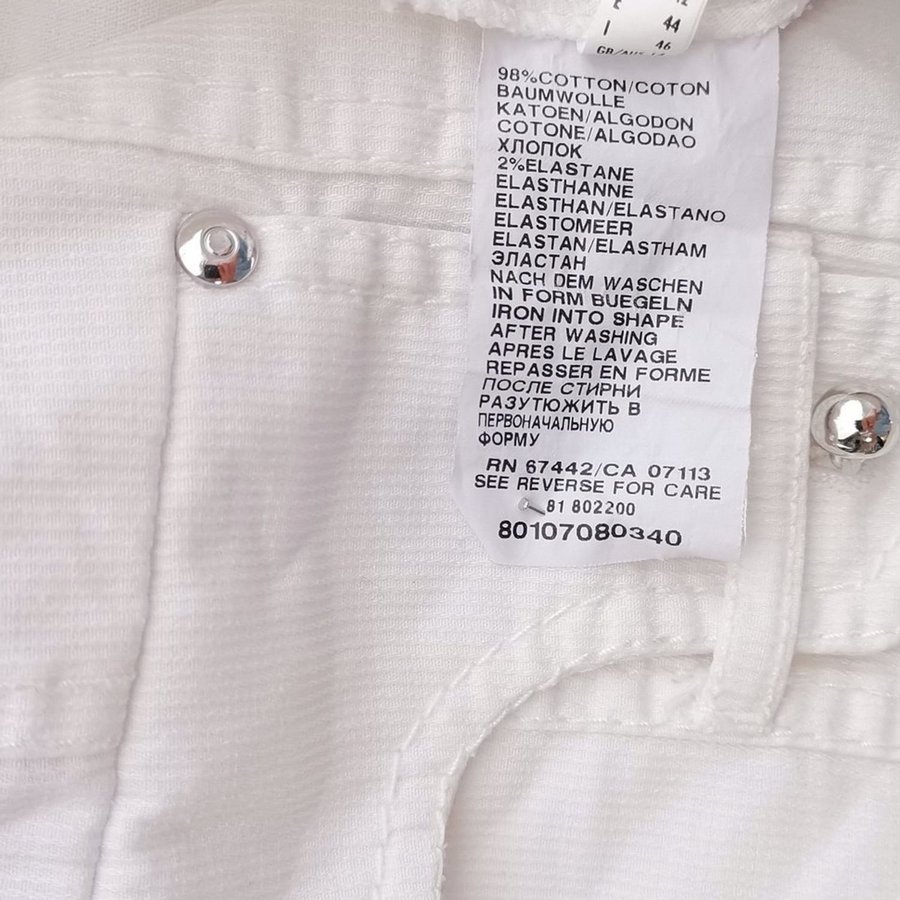 44
I 46
98%COTTON/COTON
BAUMWOLLE
KATOEN/ALGODON
COTONE/ALGODAO
ХЛОПОК
2%ELASTANE
ELASTHANNE
ELASTHAN/ELASTANO
ELASTOMEER
ELASTAN/ELASTHAM
ЭЛАСТАН
NACH DEM WASCHEN
IN FORM BUEGELN
IRON INTO SHAPE
AFTER WASHING
APRES LE LAVAGE
REPASSER EN FORME
ПОСЛЕ СТИРНИ
РАЗУТЮЖИТЬ В
ПЕРВОНАЧАЛЬНУЮ
ФОРМУ
RN 67442/CA 07113
SEE REVERSE FOR CARE
81 802200
80107080340